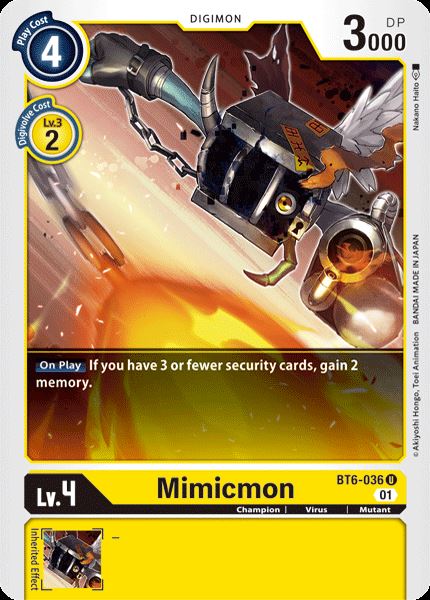 Play Cost
4
DIGIMON
3000 DP
Digivolve Cost
Lv.3
2
Nakano Haito
©Akiyoshi Hongo, Toei Animation BANDAI MADE IN JAPAN
On Play If you have 3 or fewer security cards, gain 2
memory.
Lv.4
Mimicmon
BT6-036 U
01
Champion | Virus | Mutant
Inherited Effect
–